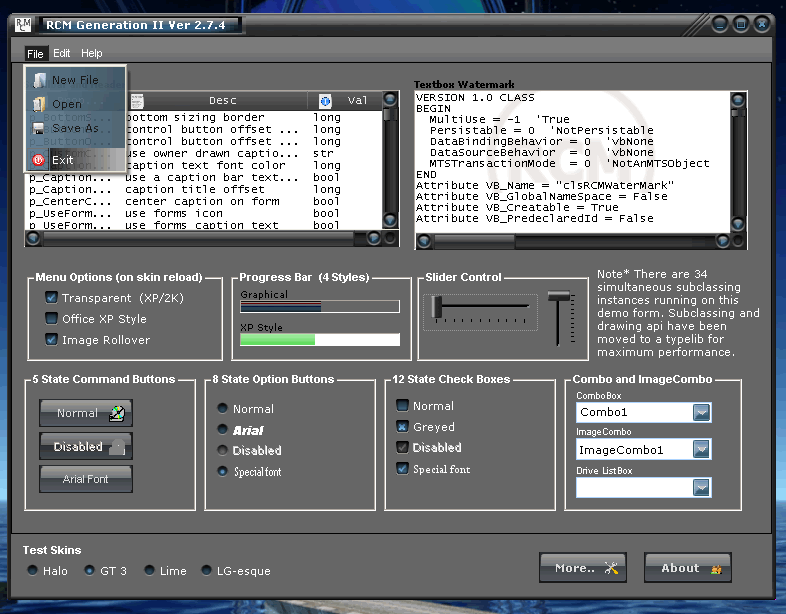 RCM Generation II Ver 2.7.4
File Edit Help
New File
Open
Save As
Exit
Desc Val
bottom sizing border long
p_ButtonO... control button offset ... long
use owner drawn captio... str
caption text font color long
p_Caption... use a caption bar text... bool
p_Caption... caption title offset long
p_CenterC... center caption on form bool
p_UseForm... use forms icon bool
p_UseForm... use forms caption text bool
Textbox Watermark
VERSION 1.0 CLASS
BEGIN
MultiUse = -1 'True
Persistable = 0 'NotPersistable
DataBindingBehavior = 0 'vbNone
DataSourceBehavior = 0 'vbNone
MTSTransactionMode = 0 'NotAnMTSObject
END
Attribute VB_Name = "clsRCMWaterMark"
Attribute VB_GlobalNameSpace = False
Attribute VB_Creatable = True
Attribute VB_PredeclaredId = False
RCM
Menu Options (on skin reload)
Transparent (XP/2K)
Office XP Style
Image Rollover
Progress Bar (4 Styles)
Graphical
XP Style
Slider Control
Note* There are 34
simultaneous subclassing
instances running on this
demo form. Subclassing and
drawing api have been
moved to a typelib for
maximum performance.
5 State Command Buttons
Normal
Disabled
Arial Font
8 State Option Buttons
Normal
Arial
Disabled
Special font
12 State Check Boxes
Normal
Greyed
Disabled
Special font
Combo and ImageCombo
ComboBox
Combo1
ImageCombo
ImageCombo1
Drive ListBox
Test Skins
Halo GT 3 Lime LG-esque
More.. About